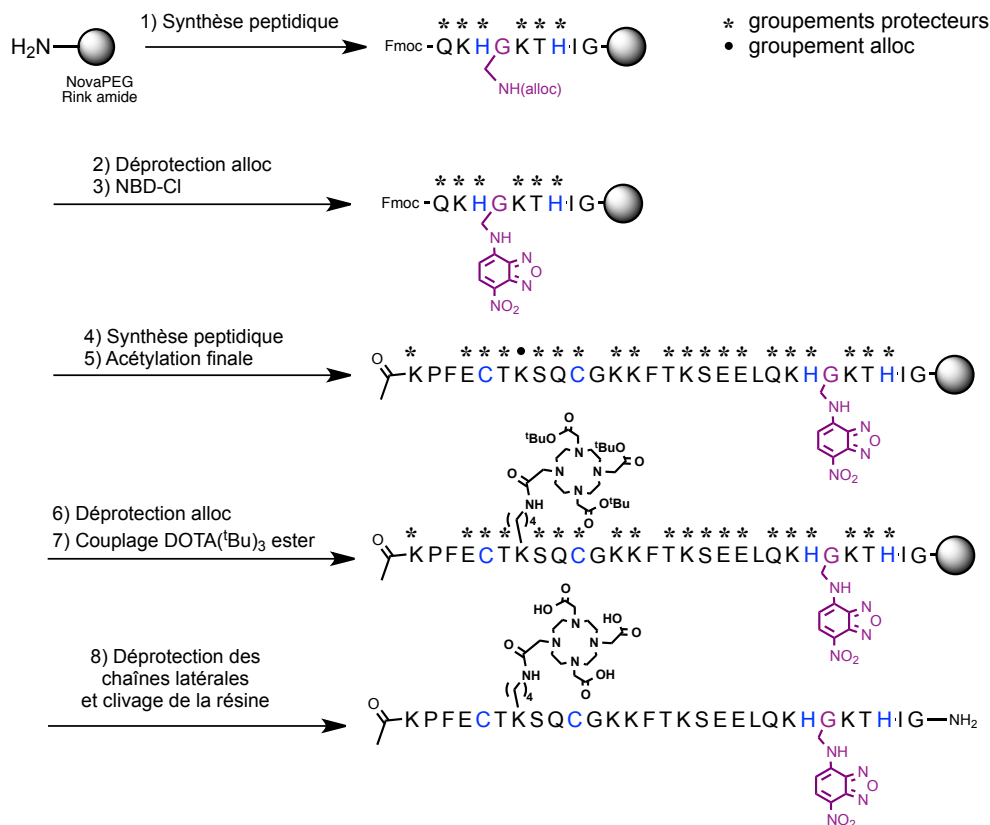 1) Synthèse peptidique
H₂N
NovaPEG
Rink amide
* * * * * *
Fmoc-QKHGKTHIG
NH(alloc)
* groupements protecteurs
• groupement alloc
2) Déprotection alloc
3) NBD-Cl
* * * * * *
Fmoc-QKHGKTHIG
NH
N
O
N
NO₂
4) Synthèse peptidique
5) Acétylation finale
* * * * • * * * * * * * * * * * * * * * * *
O
KPFECTKSQCGKKFTKSEELQKHGKTHIG
NH
N
O
N
NO₂
6) Déprotection alloc
7) Couplage DOTA(ᵗBu)₃ ester
O
ᵗBuO
ᵗBuO
O
N
N
N
N
O
NH
OᵗBu
O
( )₄
* * * * * * * * * * * * * * * * * * * * *
O
KPFECTKSQCGKKFTKSEELQKHGKTHIG
NH
N
O
N
NO₂
8) Déprotection des
chaînes latérales
et clivage de la résine
O
HO
HO
O
N
N
N
N
O
NH
OH
O
( )₄
O
KPFECTKSQCGKKFTKSEELQKHGKTHIG-NH₂
NH
N
O
N
NO₂